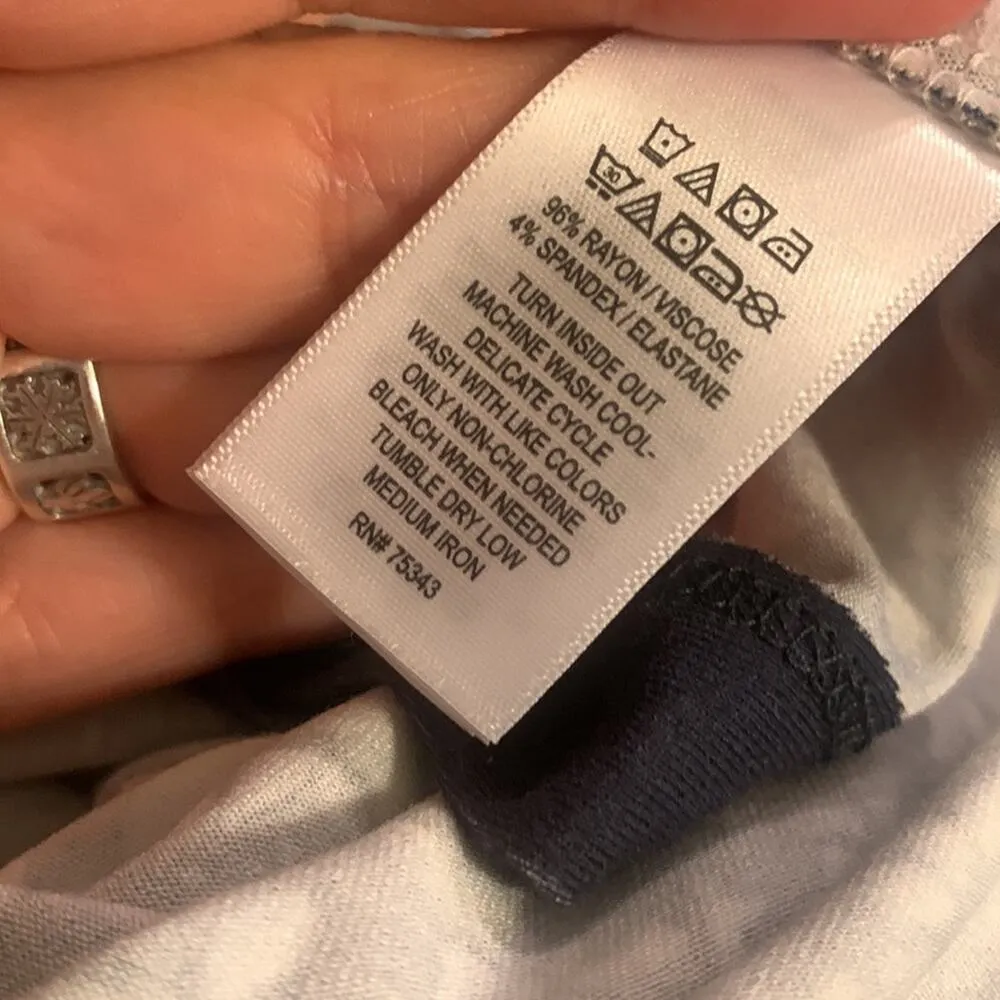 30
96% RAYON / VISCOSE
4% SPANDEX / ELASTANE
TURN INSIDE OUT
MACHINE WASH COOL-
DELICATE CYCLE
WASH WITH LIKE COLORS
ONLY NON-CHLORINE
BLEACH WHEN NEEDED
TUMBLE DRY LOW
MEDIUM IRON
RN# 75343